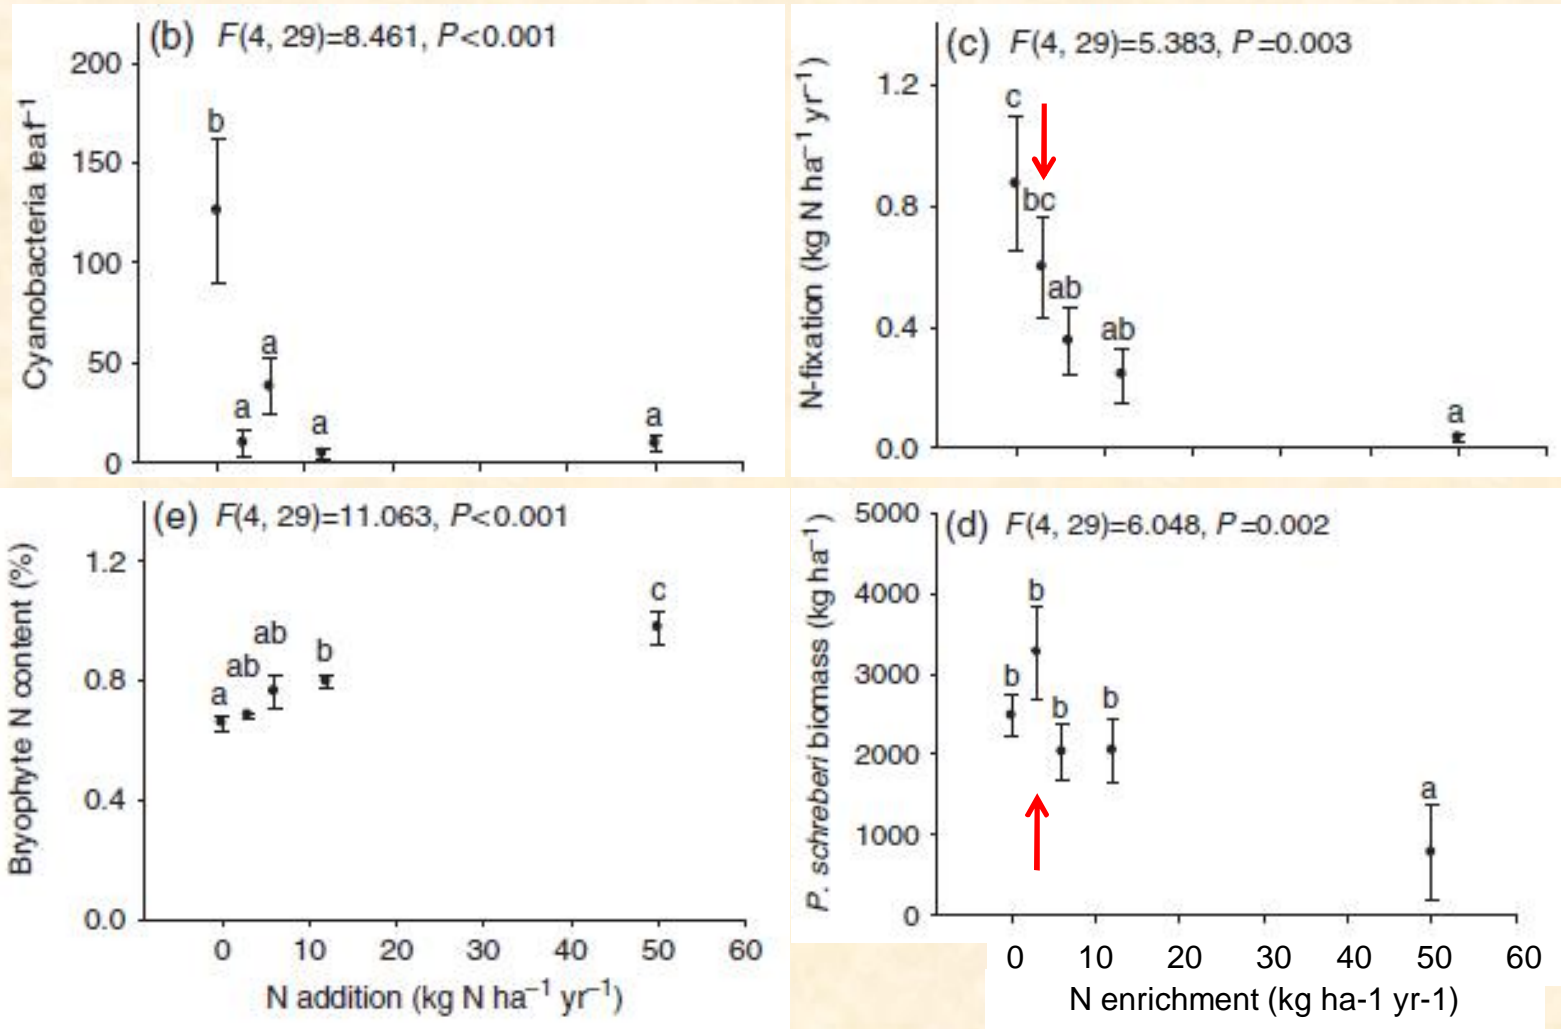 (b) F(4, 29)=8.461, P<0.001
Cyanobacteria leaf⁻¹
200
150
100
50
0
b
a
a
a
a
(c) F(4, 29)=5.383, P=0.003
N-fixation (kg N ha⁻¹ yr⁻¹)
1.2
0.8
0.4
0.0
c
bc
ab
ab
a
(e) F(4, 29)=11.063, P<0.001
Bryophyte N content (%)
1.2
0.8
0.4
0.0
a
ab
ab
b
c
0 10 20 30 40 50 60
N addition (kg N ha⁻¹ yr⁻¹)
(d) F(4, 29)=6.048, P=0.002
P. schreberi biomass (kg ha⁻¹)
5000
4000
3000
2000
1000
0
b
b
b
b
a
0 10 20 30 40 50 60
N enrichment (kg ha-1 yr-1)